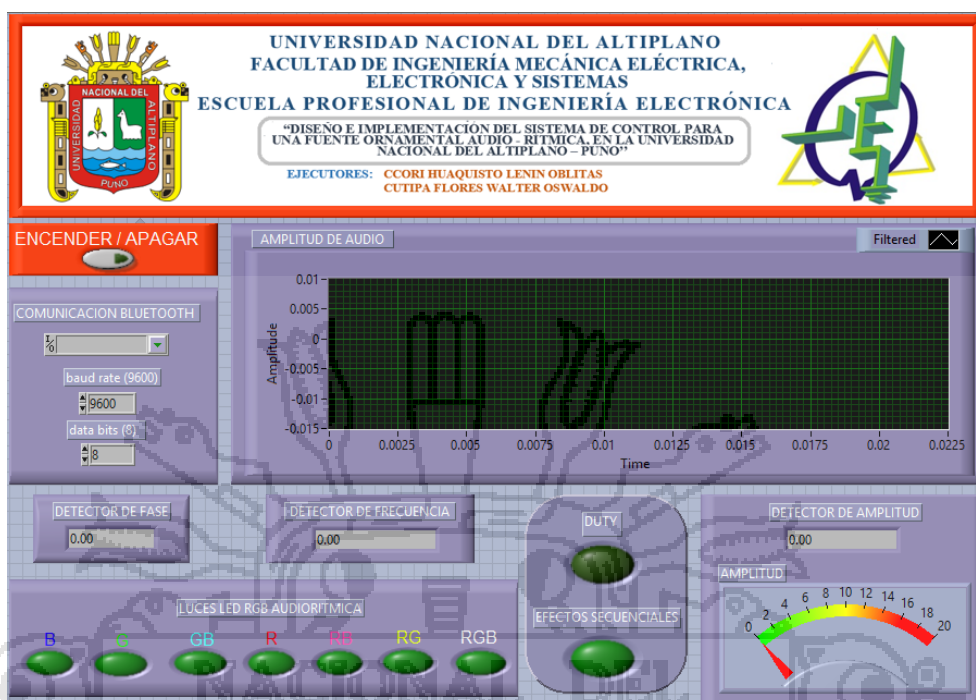 UNIVERSIDAD NACIONAL DEL ALTIPLANO
FACULTAD DE INGENIERÍA MECÁNICA ELÉCTRICA,
ELECTRÓNICA Y SISTEMAS
ESCUELA PROFESIONAL DE INGENIERÍA ELECTRÓNICA
“DISEÑO E IMPLEMENTACIÓN DEL SISTEMA DE CONTROL PARA
UNA FUENTE ORNAMENTAL AUDIO - RÍTMICA, EN LA UNIVERSIDAD
NACIONAL DEL ALTIPLANO – PUNO”
EJECUTORES: CCORI HUAQUISTO LENIN OBLITAS
CUTIPA FLORES WALTER OSWALDO
UNIVERSIDAD
NACIONAL DEL
ALTIPLANO
PUNO
ENCENDER / APAGAR
COMUNICACION BLUETOOTH
I/O
baud rate (9600)
9600
data bits (8)
8
AMPLITUD DE AUDIO
Filtered
Amplitude
0.01
0.005
0
-0.005
-0.01
-0.015
0 0.0025 0.005 0.0075 0.01 0.0125 0.015 0.0175 0.02 0.0225
Time
DETECTOR DE FASE
0.00
DETECTOR DE FRECUENCIA
0.00
DUTY
EFECTOS SECUENCIALES
DETECTOR DE AMPLITUD
0.00
AMPLITUD
0 2 4 6 8 10 12 14 16 18 20
LUCES LED RGB AUDIORITMICA
B G GB R RB RG RGB
NACIONAL DEL